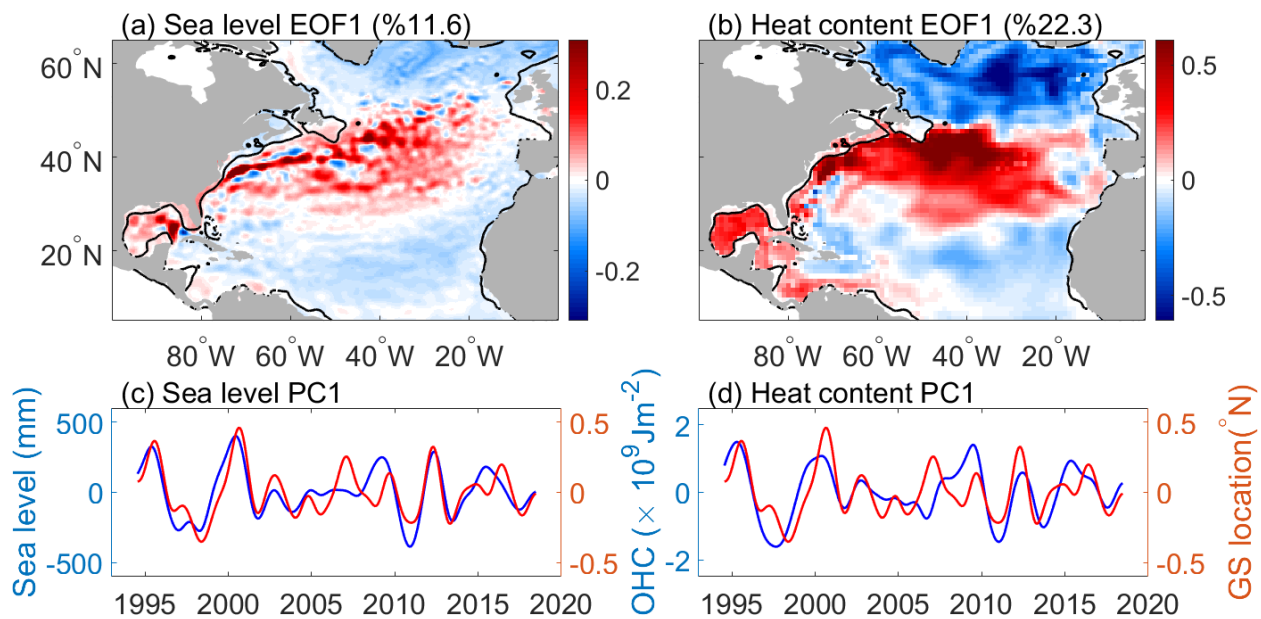 (a) Sea level EOF1 (%11.6)
(b) Heat content EOF1 (%22.3)
60°N
40°N
20°N
0.2
0
-0.2
0.5
0
-0.5
80°W 60°W 40°W 20°W
80°W 60°W 40°W 20°W
(c) Sea level PC1
(d) Heat content PC1
Sea level (mm)
500
0
-500
0.5
0
-0.5
OHC (× 10⁹Jm⁻²)
2
0
-2
0.5
0
-0.5
GS location(°N)
1995 2000 2005 2010 2015 2020
1995 2000 2005 2010 2015 2020